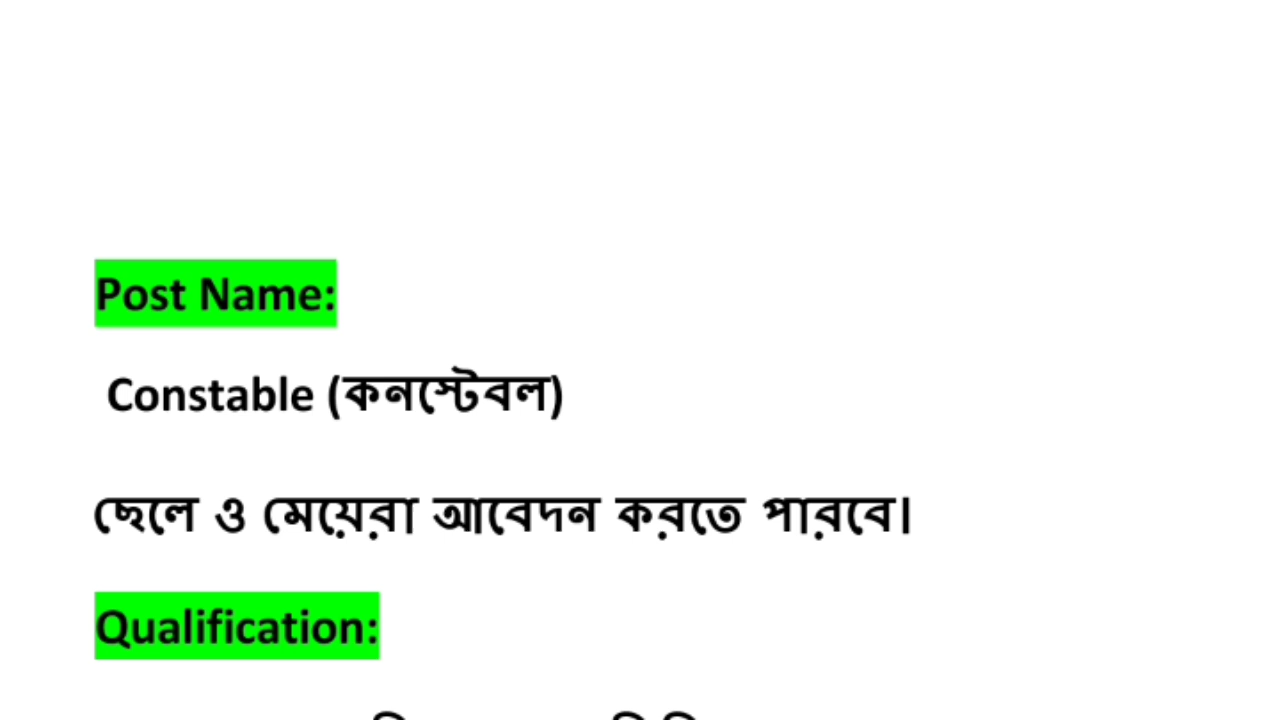 Post Name:
Constable (কনস্টেবল)
ছেলে ও মেয়েরা আবেদন করতে পারবে।
Qualification: